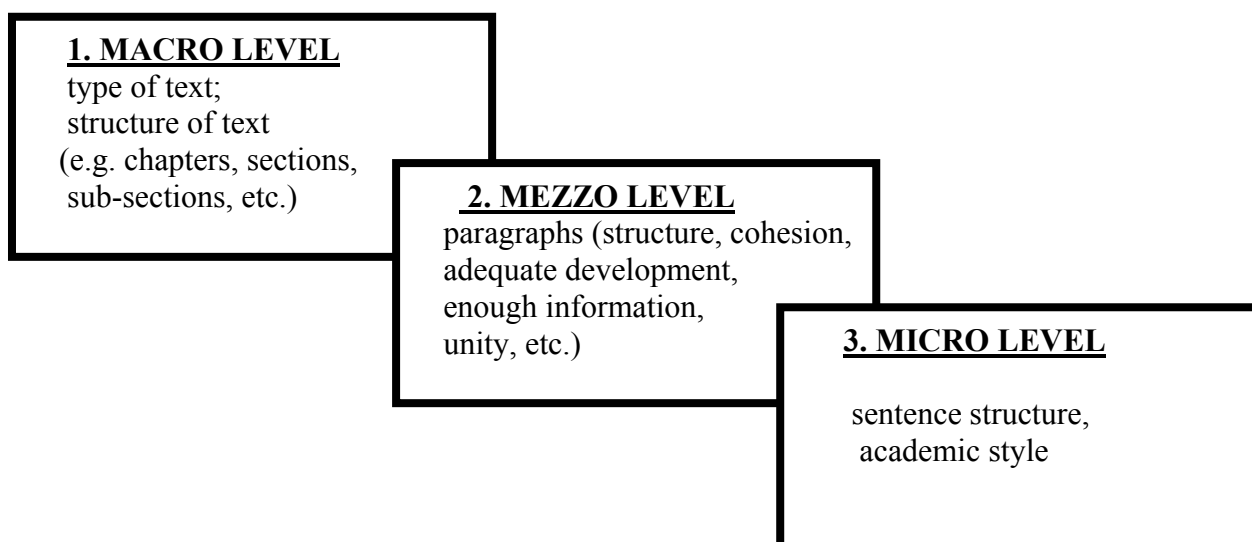 1. MACRO LEVEL
type of text;
structure of text
(e.g. chapters, sections,
sub-sections, etc.)
2. MEZZO LEVEL
paragraphs (structure, cohesion,
adequate development,
enough information,
unity, etc.)
3. MICRO LEVEL
sentence structure,
academic style